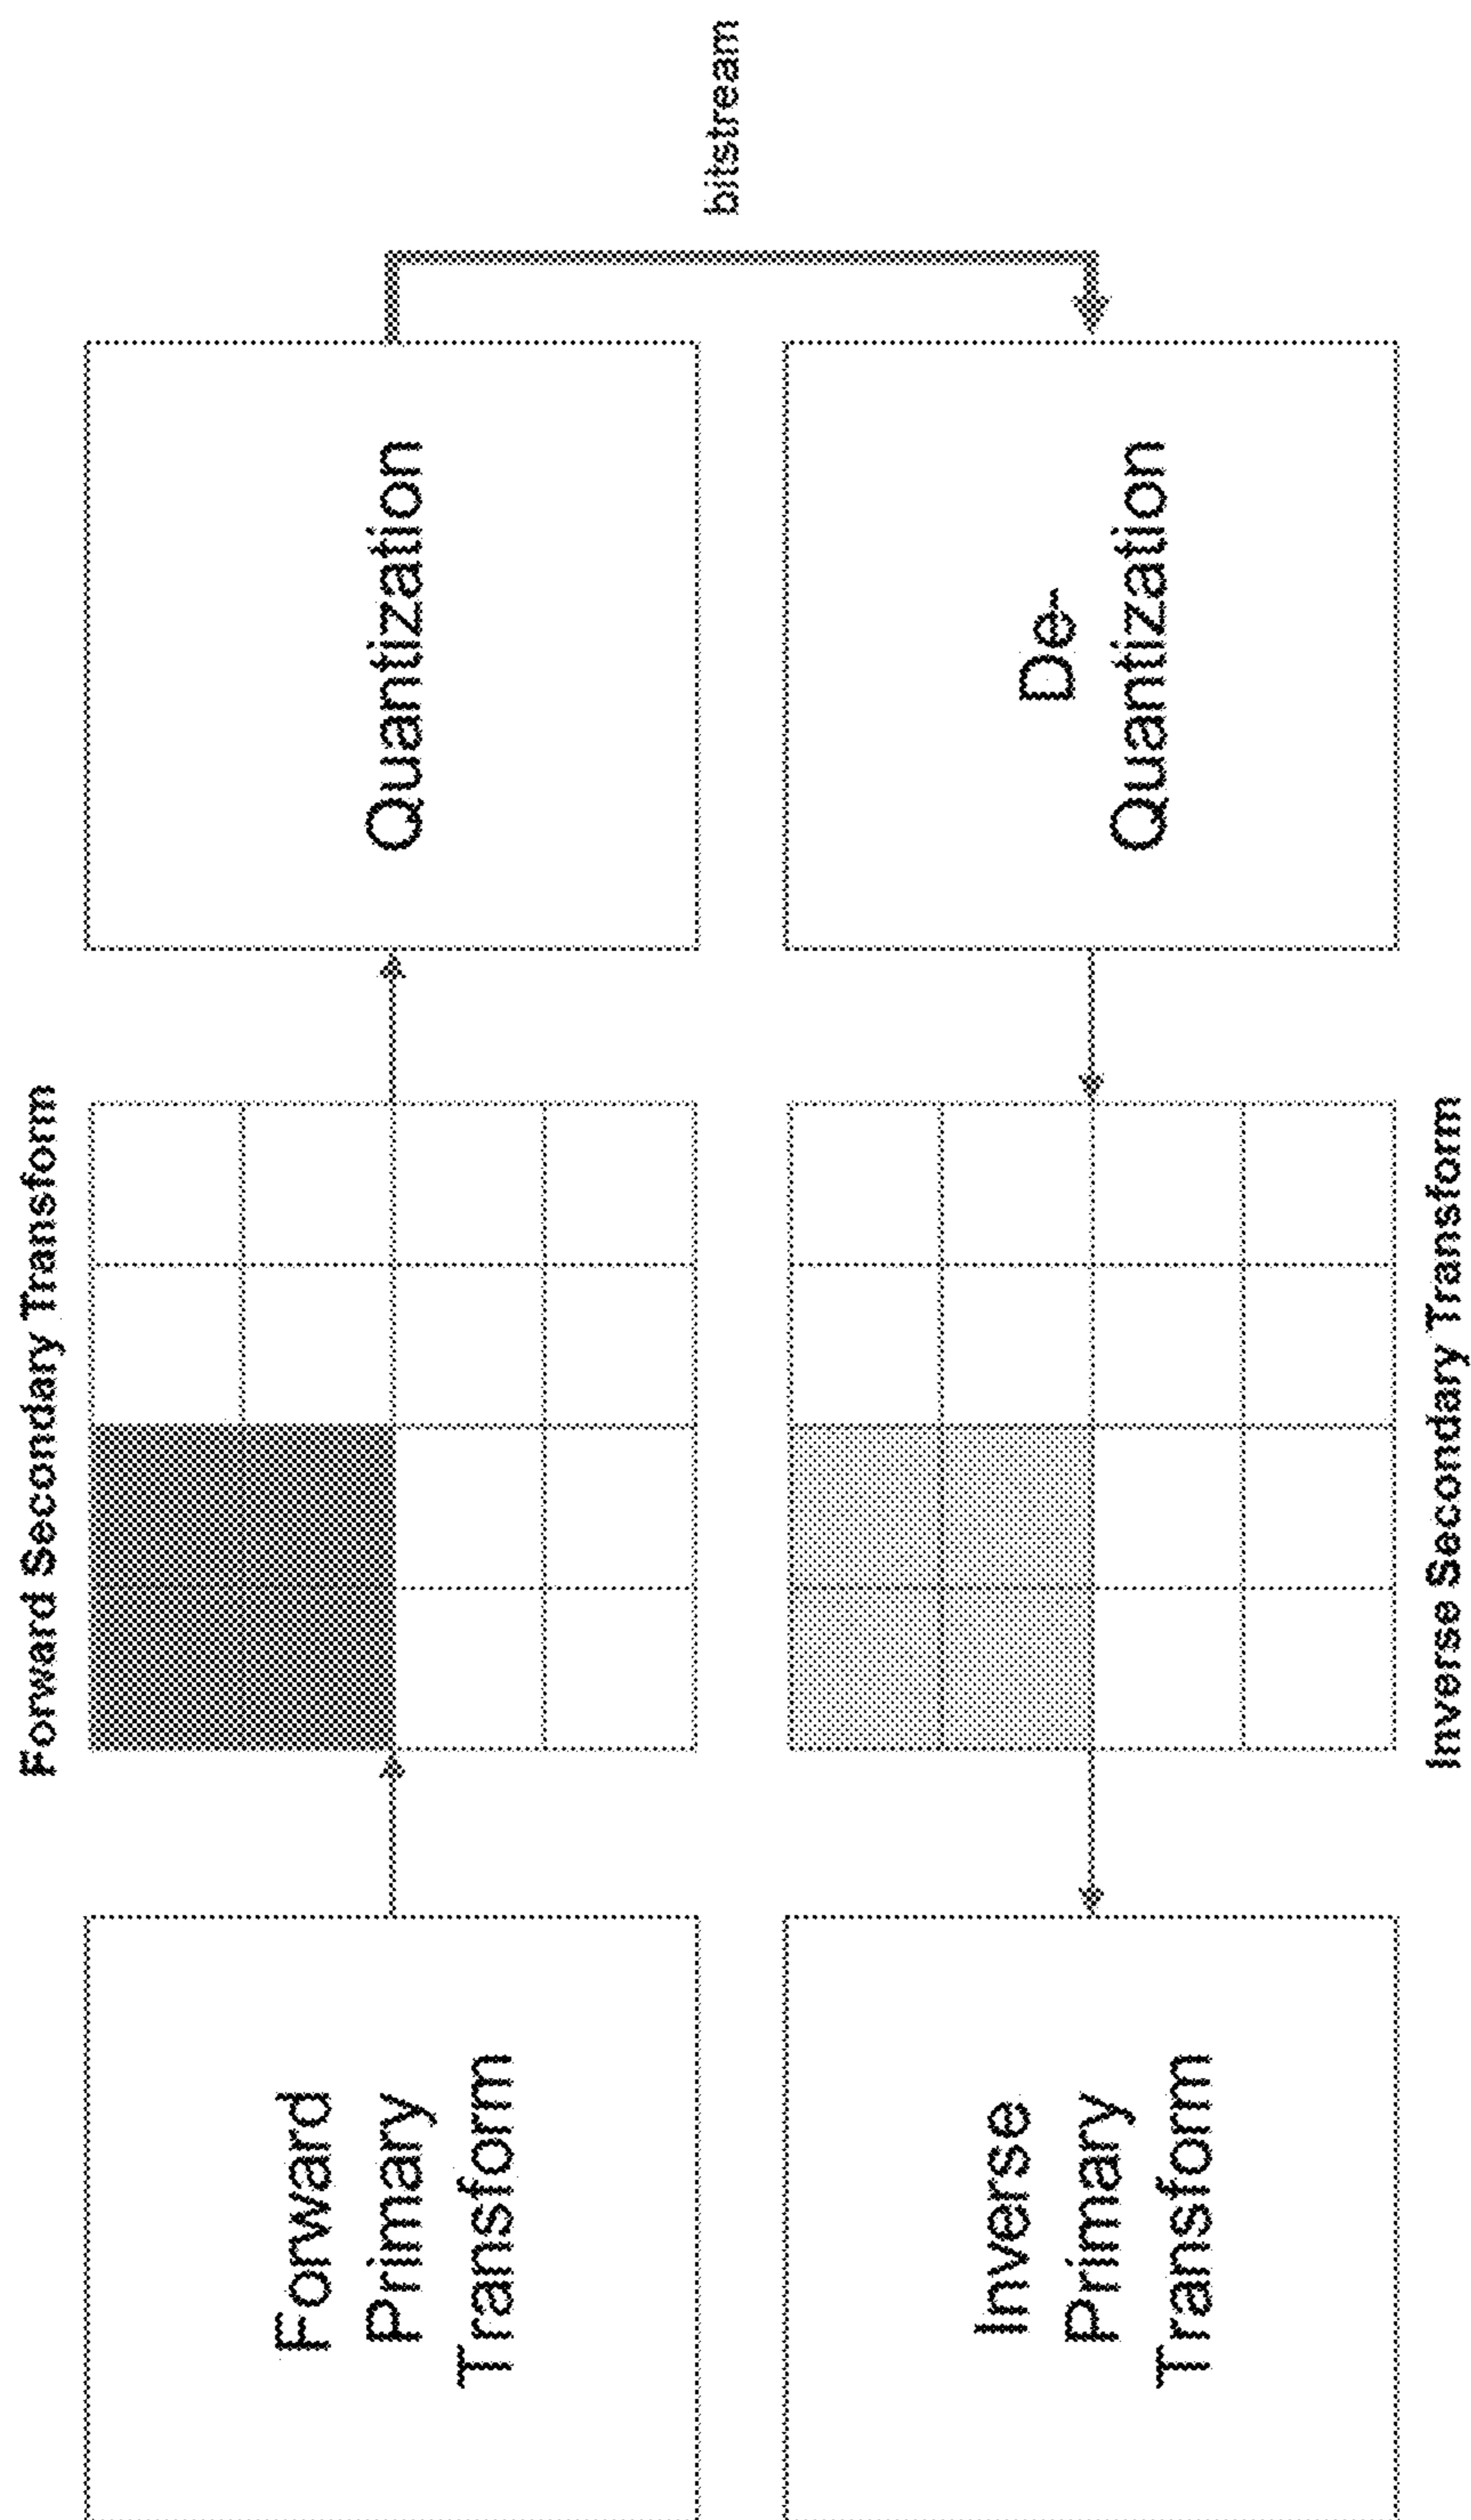 Forward Secondary Transform
Forward
Primary
Transform
Quantization
bitstream
Inverse
Primary
Transform
De-
Quantization
Inverse Secondary Transform